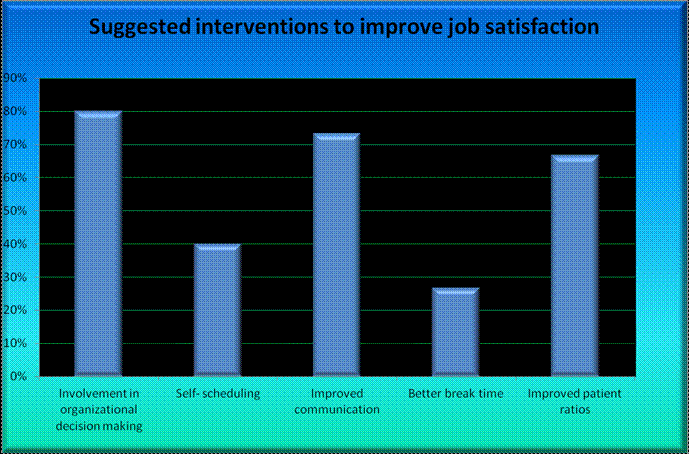 Suggested interventions to improve job satisfaction
90%
80%
70%
60%
50%
40%
30%
20%
10%
0%
Involvement in
organizational
decision making
Self- scheduling
Improved
communication
Better break time
Improved patient
ratios